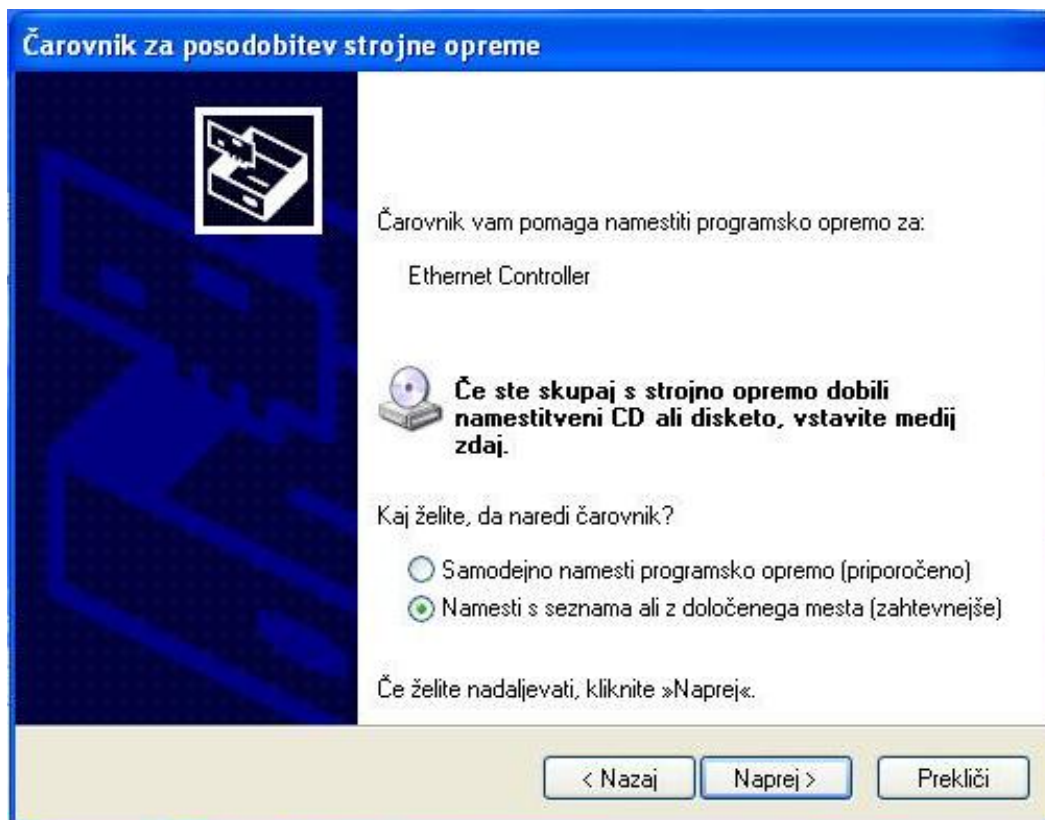 Čarovnik za posodobitev strojne opreme
Čarovnik vam pomaga namestiti programsko opremo za:
Ethernet Controller
Če ste skupaj s strojno opremo dobili
namestitveni CD ali disketo, vstavite medij
zdaj.
Kaj želite, da naredi čarovnik?
Samodejno namesti programsko opremo (priporočeno)
Namesti s seznama ali z določenega mesta (zahtevnejše)
Če želite nadaljevati, kliknite »Naprej«.
< Nazaj
Naprej >
Prekliči